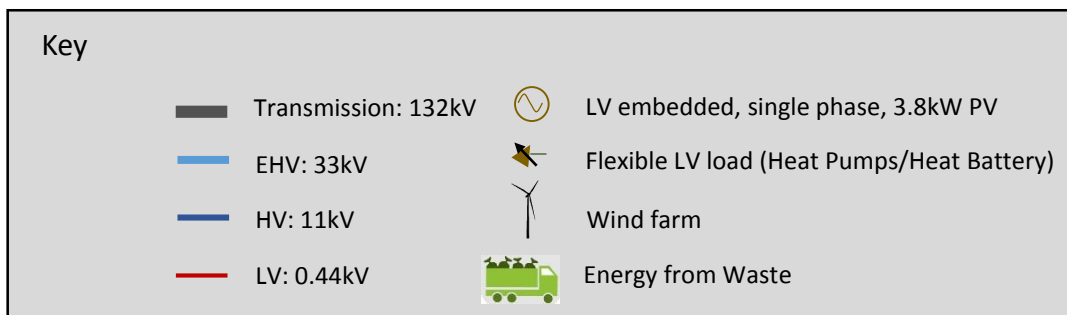 Key
Transmission: 132kV
LV embedded, single phase, 3.8kW PV
EHV: 33kV
Flexible LV load (Heat Pumps/Heat Battery)
HV: 11kV
Wind farm
LV: 0.44kV
Energy from Waste